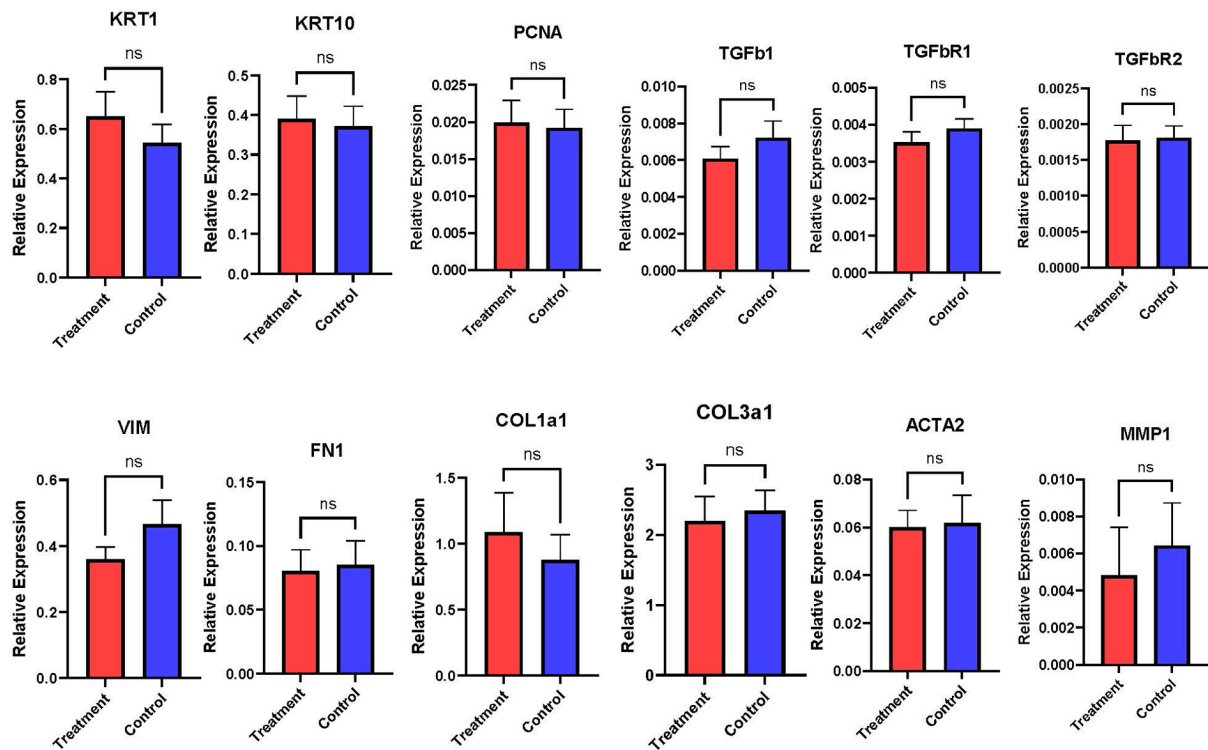 KRT1
ns
Relative Expression
0.8
0.6
0.4
0.2
0.0
Treatment
Control
KRT10
ns
Relative Expression
0.5
0.4
0.3
0.2
0.1
0.0
Treatment
Control
PCNA
ns
Relative Expression
0.025
0.020
0.015
0.010
0.005
0.000
Treatment
Control
TGFb1
ns
Relative Expression
0.010
0.008
0.006
0.004
0.002
0.000
Treatment
Control
TGFbR1
ns
Relative Expression
0.005
0.004
0.003
0.002
0.001
0.000
Treatment
Control
TGFbR2
ns
Relative Expression
0.0025
0.0020
0.0015
0.0010
0.0005
0.0000
Treatment
Control
VIM
ns
Relative Expression
0.6
0.4
0.2
0.0
Treatment
Control
FN1
ns
Relative Expression
0.15
0.10
0.05
0.00
Treatment
Control
COL1a1
ns
Relative Expression
1.5
1.0
0.5
0.0
Treatment
Control
COL3a1
ns
Relative Expression
3
2
1
0
Treatment
Control
ACTA2
ns
Relative Expression
0.08
0.06
0.04
0.02
0.00
Treatment
Control
MMP1
ns
Relative Expression
0.010
0.008
0.006
0.004
0.002
0.000
Treatment
Control